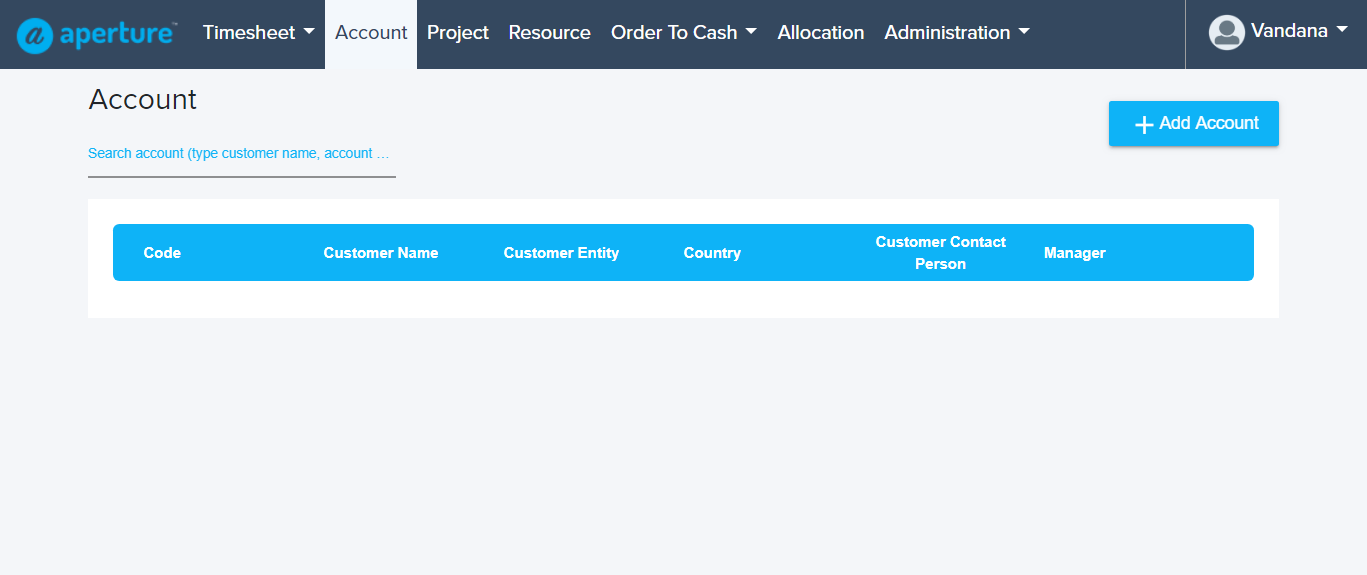 aperture™ Timesheet Account Project Resource Order To Cash Allocation Administration Vandana
Account
Add Account
Search account (type customer name, account ...
Code Customer Name Customer Entity Country Customer Contact Manager
Person